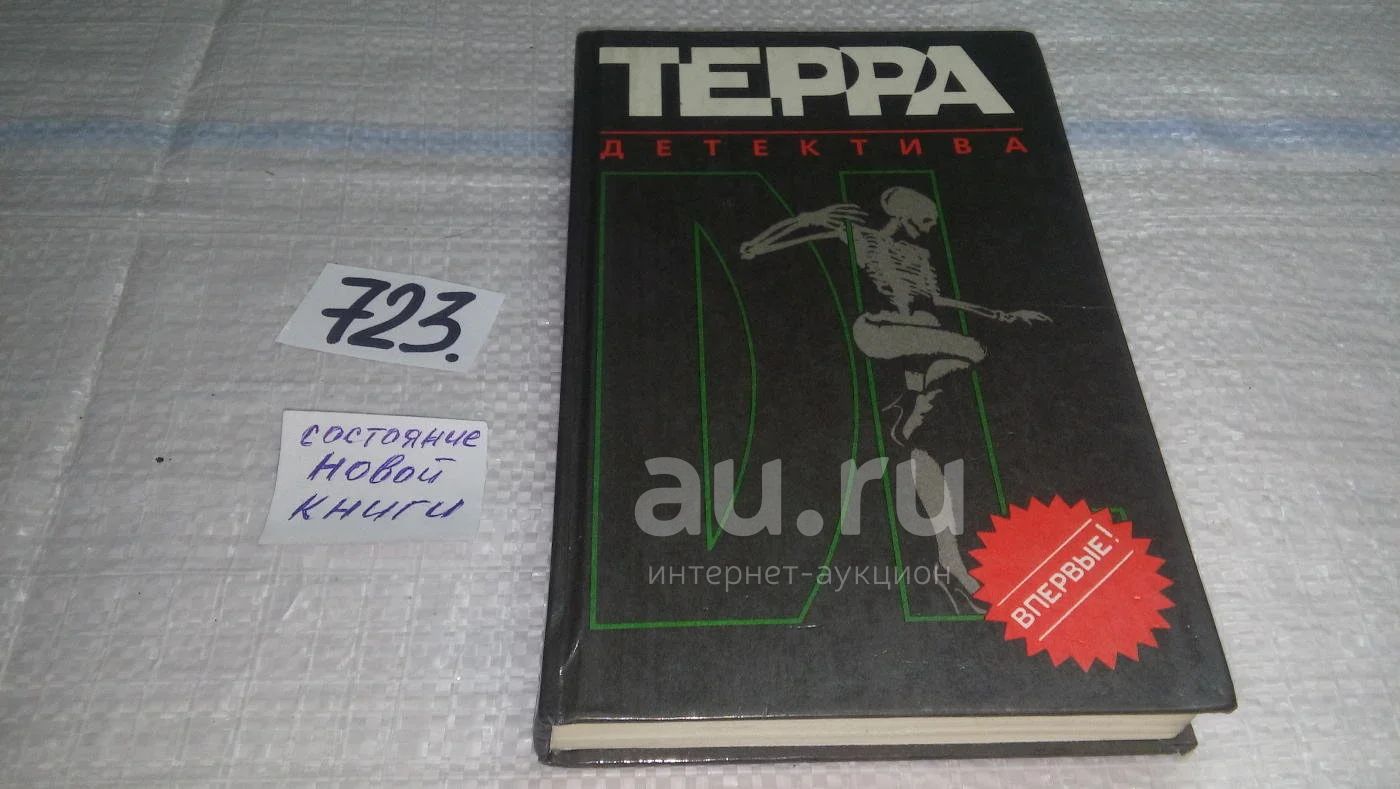 ТЕРРА
ДЕТЕКТИВА
723.
состояние
новой
книги
au.ru
интернет-аукцион
ВПЕРВЫЕ!